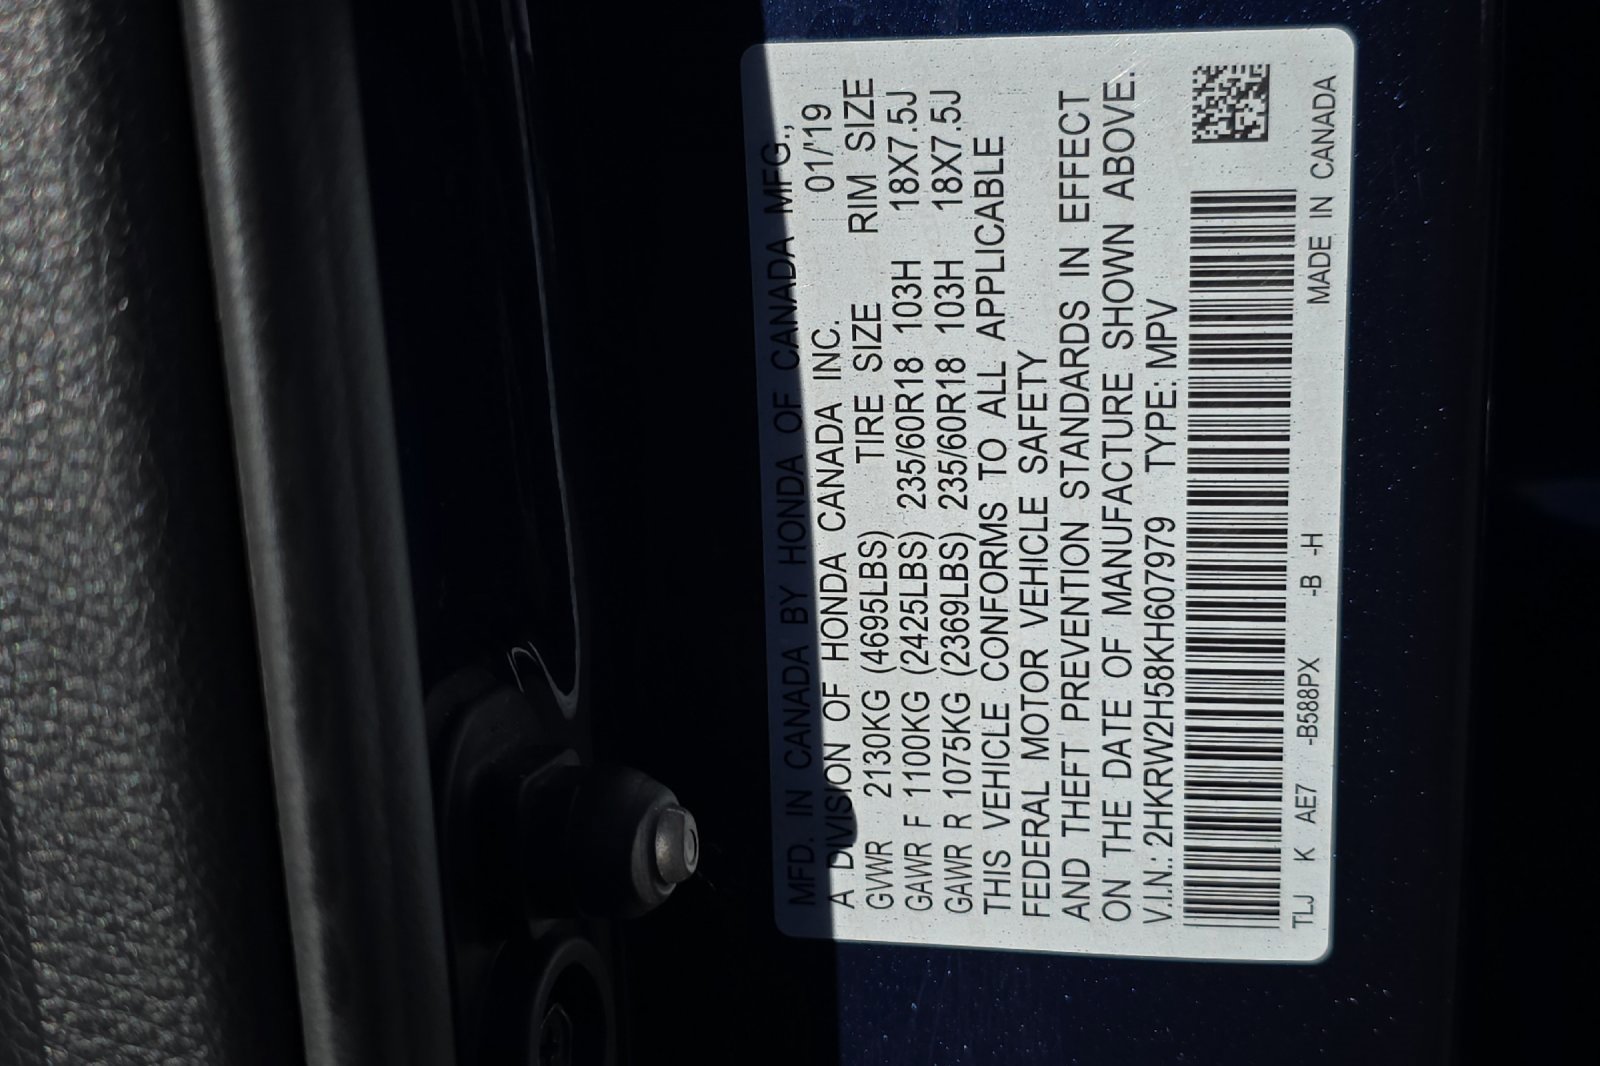 MFD. IN CANADA BY HONDA OF CANADA MFG.,
A DIVISION OF HONDA CANADA INC. 01/'19
GVWR 2130KG (4695LBS) TIRE SIZE RIM SIZE
GAWR F 1100KG (2425LBS) 235/60R18 103H 18X7.5J
GAWR R 1075KG (2369LBS) 235/60R18 103H 18X7.5J
THIS VEHICLE CONFORMS TO ALL APPLICABLE
FEDERAL MOTOR VEHICLE SAFETY
AND THEFT PREVENTION STANDARDS IN EFFECT
ON THE DATE OF MANUFACTURE SHOWN ABOVE.
V.I.N.: 2HKRW2H58KH607979 TYPE: MPV
TLJ K AE7 -B588PX -B -H MADE IN CANADA